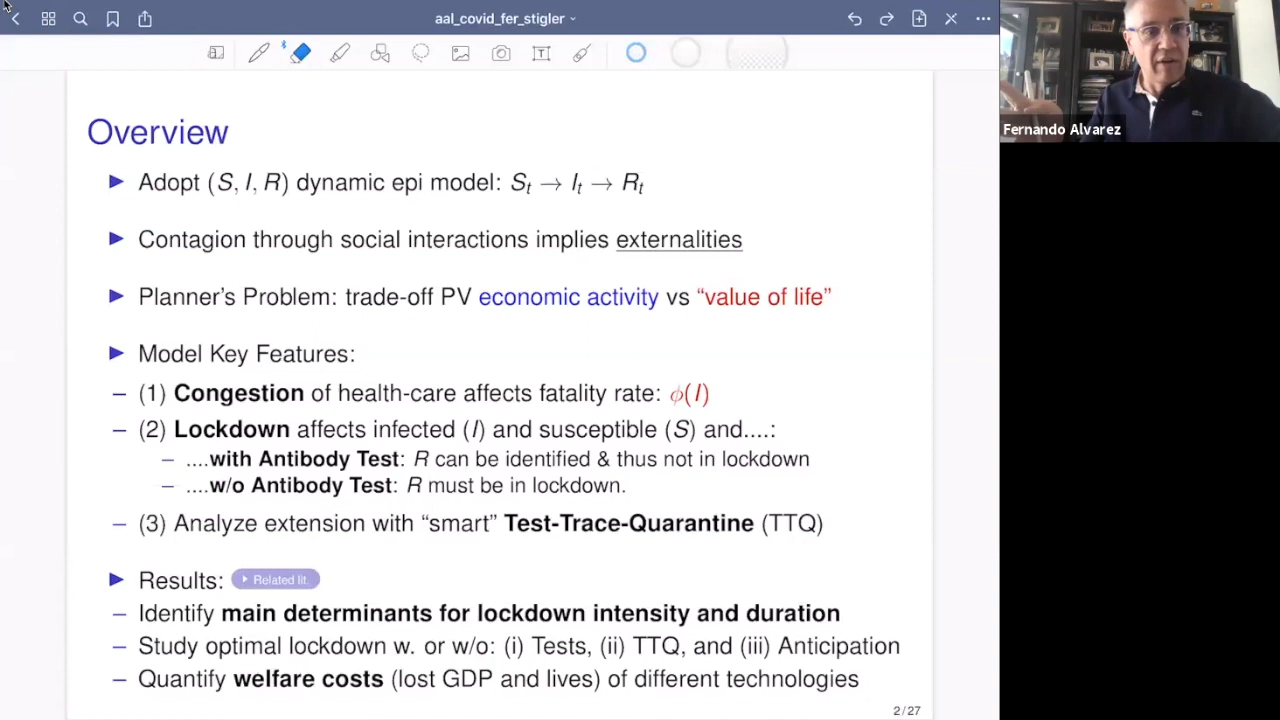 aal_covid_fer_stigler
Fernando Alvarez
Overview
► Adopt (S, I, R) dynamic epi model: Sₜ → Iₜ → Rₜ
► Contagion through social interactions implies externalities
► Planner's Problem: trade-off PV economic activity vs “value of life”
► Model Key Features:
– (1) Congestion of health-care affects fatality rate: ϕ(I)
– (2) Lockdown affects infected (I) and susceptible (S) and....:
– ....with Antibody Test: R can be identified & thus not in lockdown
– ....w/o Antibody Test: R must be in lockdown.
– (3) Analyze extension with “smart” Test-Trace-Quarantine (TTQ)
► Results: ► Related lit.
– Identify main determinants for lockdown intensity and duration
– Study optimal lockdown w. or w/o: (i) Tests, (ii) TTQ, and (iii) Anticipation
– Quantify welfare costs (lost GDP and lives) of different technologies
2 / 27